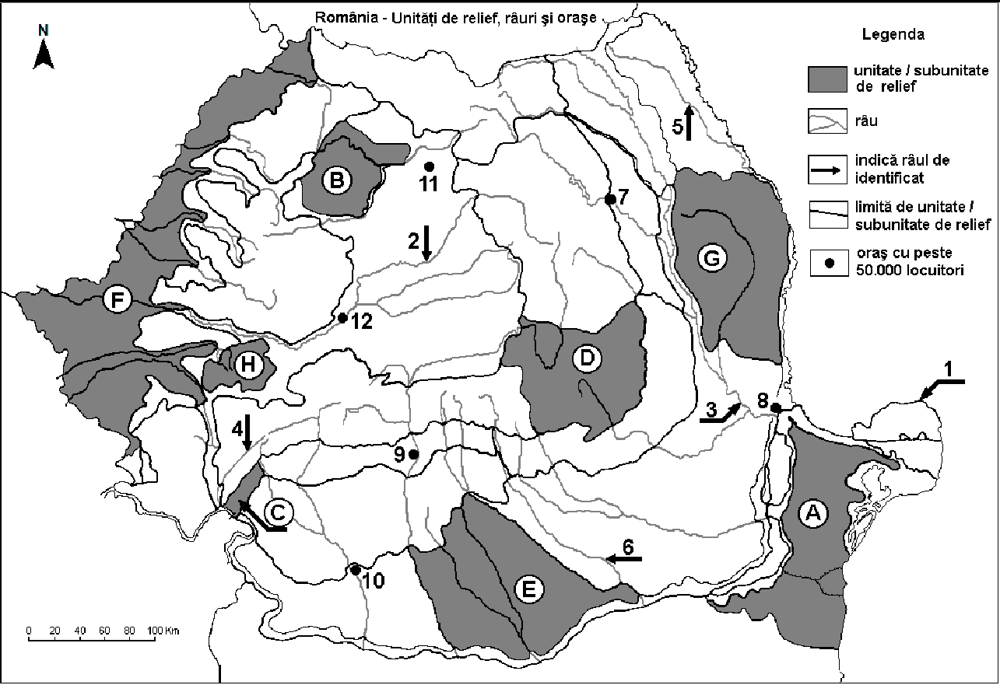 România - Unități de relief, râuri și orașe
N
Legenda
unitate / subunitate
de relief
râu
indică râul de
identificat
limită de unitate /
subunitate de relief
oraș cu peste
50.000 locuitori
5
B
11
7
2
G
F
12
H
D
1
3
8
4
9
C
A
6
10
E
0 20 40 60 80 100 Km